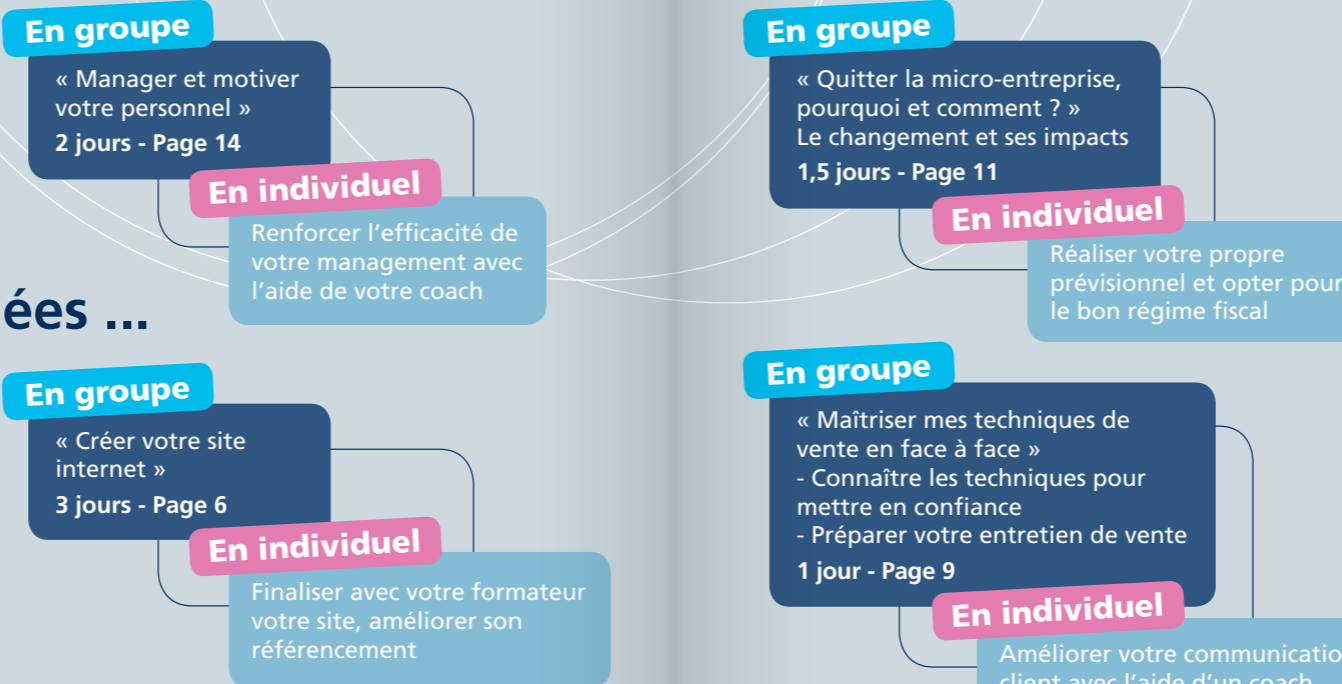 En groupe
« Manager et motiver
votre personnel »
2 jours - Page 14
En individuel
Renforcer l’efficacité de
votre management avec
l’aide de votre coach
ées ...
En groupe
« Créer votre site
internet »
3 jours - Page 6
En individuel
Finaliser avec votre formateur
votre site, améliorer son
référencement
En groupe
« Quitter la micro-entreprise,
pourquoi et comment ? »
Le changement et ses impacts
1,5 jours - Page 11
En individuel
Réaliser votre propre
prévisionnel et opter pour
le bon régime fiscal
En groupe
« Maîtriser mes techniques de
vente en face à face »
- Connaître les techniques pour
mettre en confiance
- Préparer votre entretien de vente
1 jour - Page 9
En individuel
Améliorer votre communicatio
client avec l’aide d’un coach